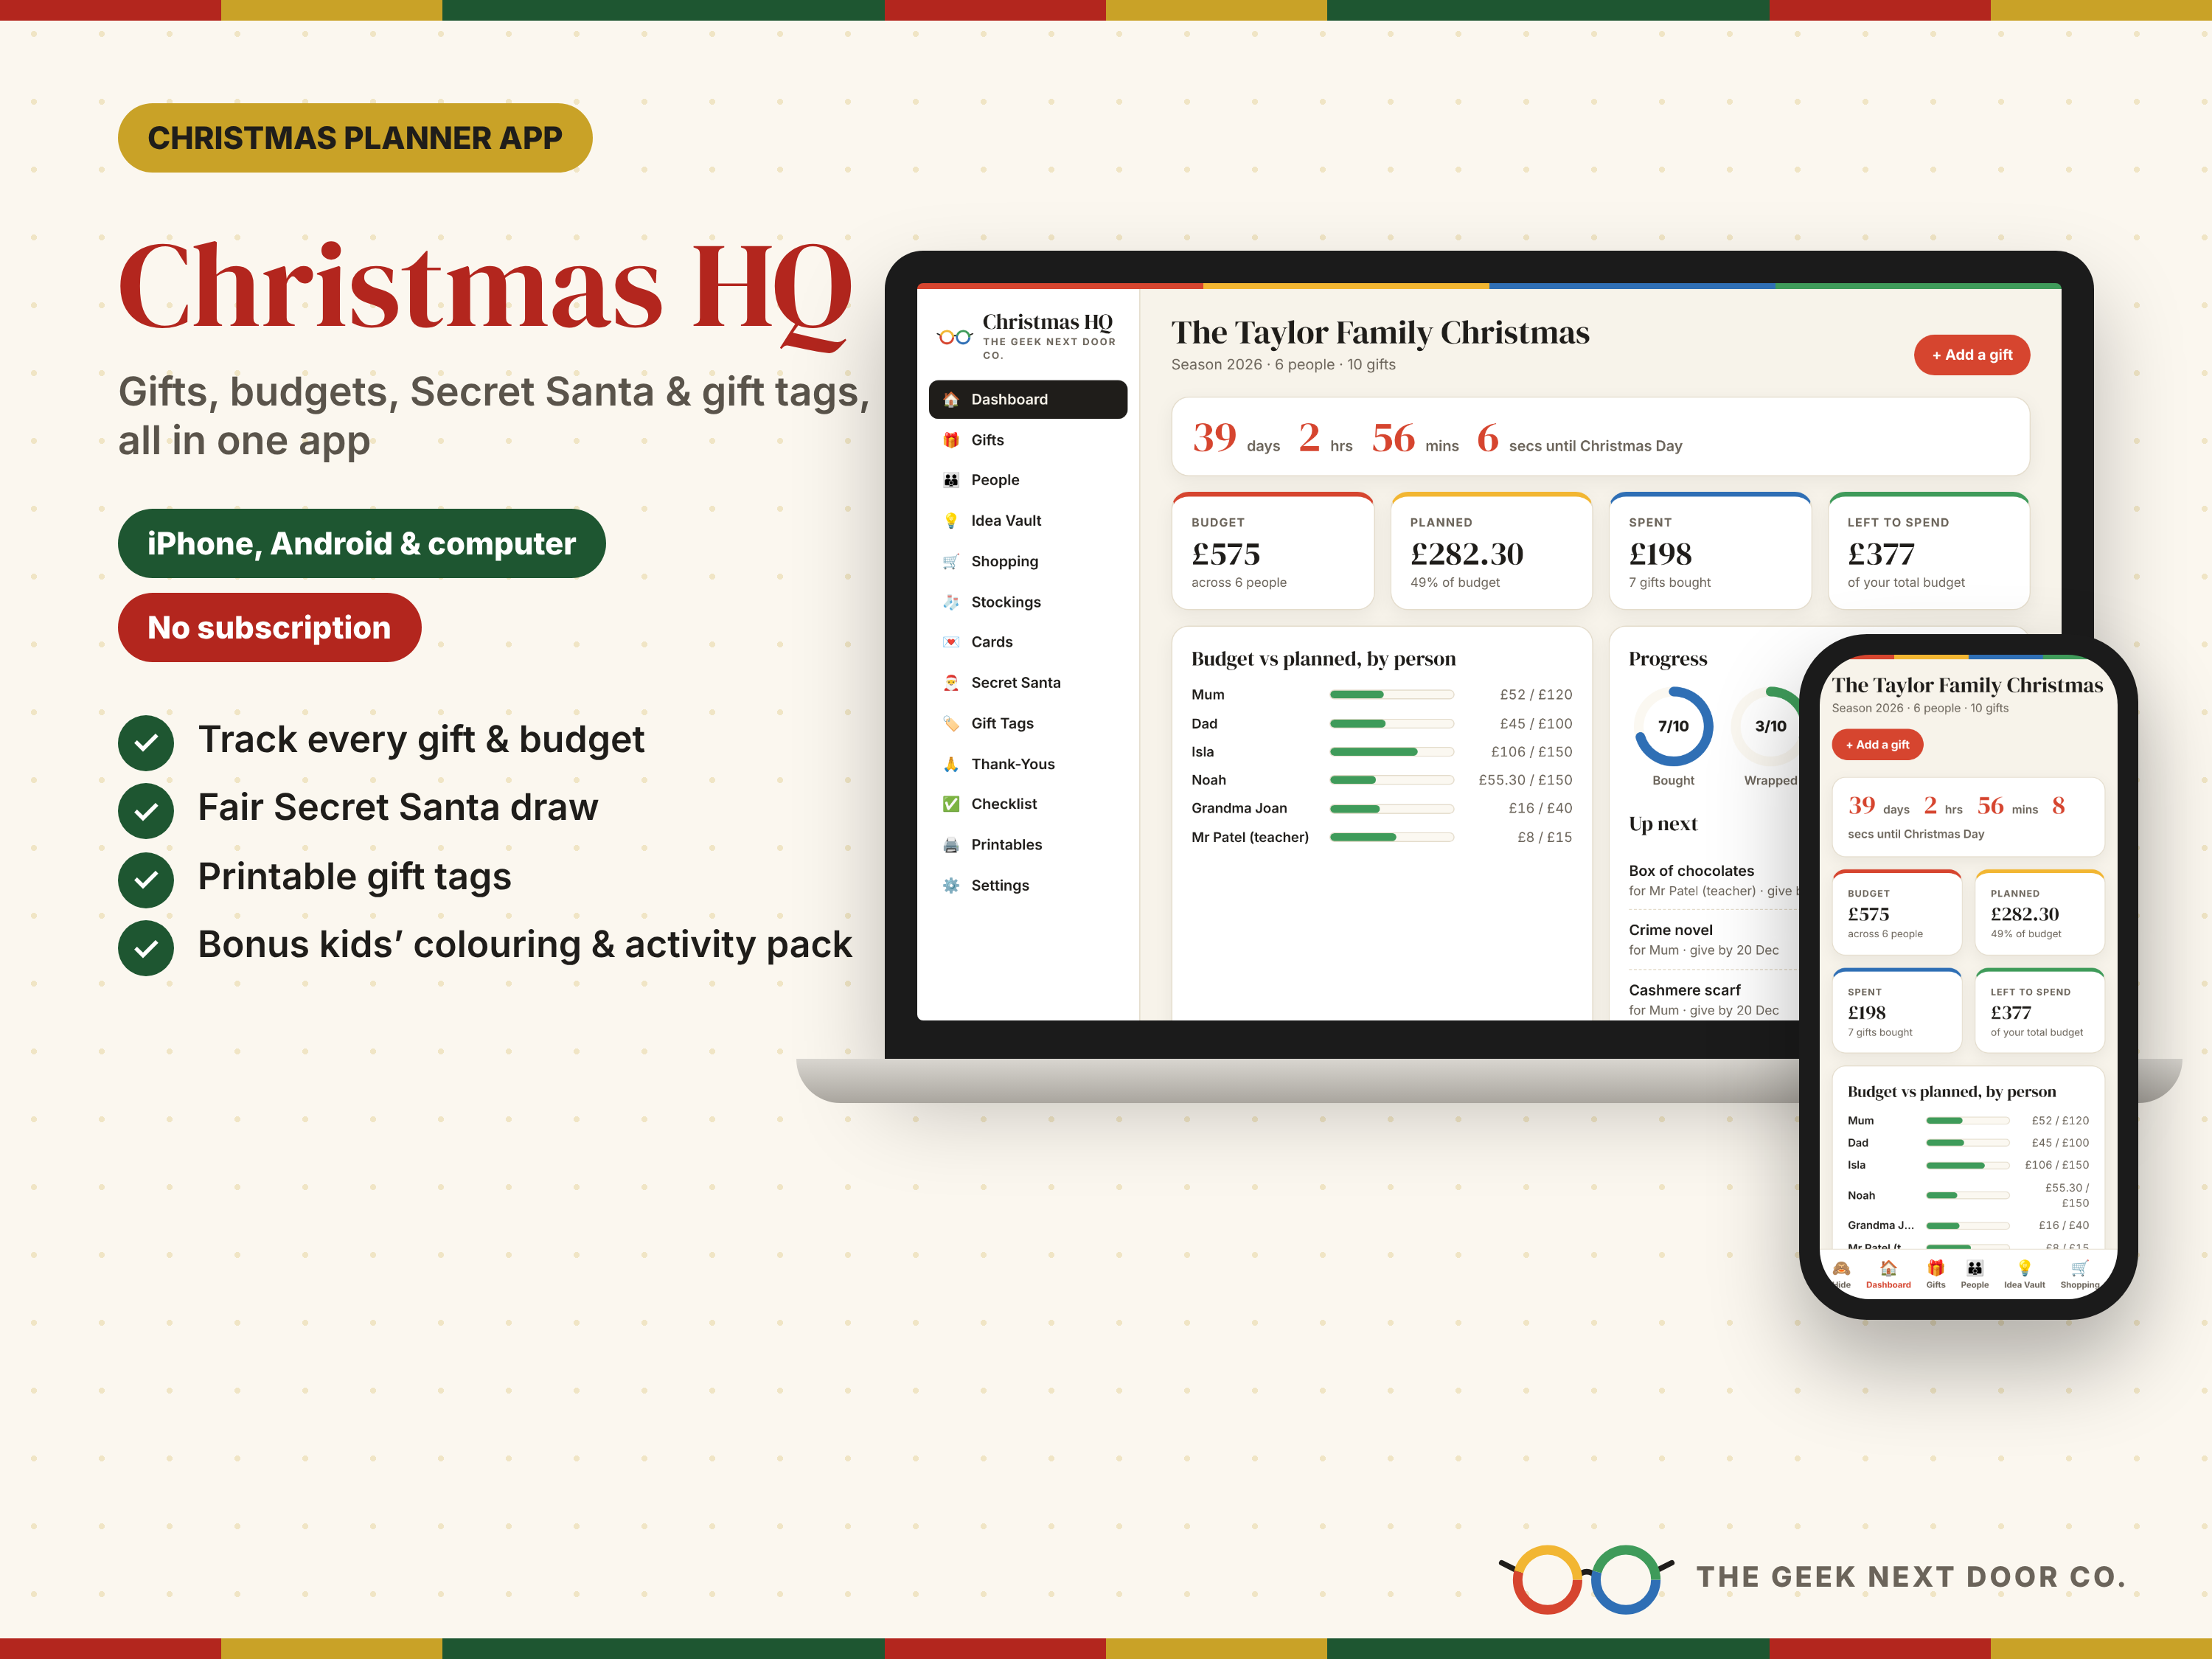 CHRISTMAS PLANNER APP
Christmas HQ
Gifts, budgets, Secret Santa & gift tags,
all in one app
iPhone, Android & computer
No subscription
Track every gift & budget
Fair Secret Santa draw
Printable gift tags
Bonus kids’ colouring & activity pack
Christmas HQ
THE GEEK NEXT DOOR
CO.
Dashboard
Gifts
People
Idea Vault
Shopping
Stockings
Cards
Secret Santa
Gift Tags
Thank-Yous
Checklist
Printables
Settings
The Taylor Family Christmas
Season 2026 · 6 people · 10 gifts
+ Add a gift
39 days 2 hrs 56 mins 6 secs until Christmas Day
BUDGET
£575
across 6 people
PLANNED
£282.30
49% of budget
SPENT
£198
7 gifts bought
LEFT TO SPEND
£377
of your total budget
Budget vs planned, by person
Mum £52 / £120
Dad £45 / £100
Isla £106 / £150
Noah £55.30 / £150
Grandma Joan £16 / £40
Mr Patel (teacher) £8 / £15
Progress
7/10
Bought
3/10
Wrapped
Up next
Box of chocolates
for Mr Patel (teacher) · give
Crime novel
for Mum · give by 20 Dec
Cashmere scarf
for Mum · give by 20 Dec
The Taylor Family Christmas
Season 2026 · 6 people · 10 gifts
+ Add a gift
39 days 2 hrs 56 mins 8
secs until Christmas Day
BUDGET
£575
across 6 people
PLANNED
£282.30
49% of budget
SPENT
£198
7 gifts bought
LEFT TO SPEND
£377
of your total budget
Budget vs planned, by person
Mum £52 / £120
Dad £45 / £100
Isla £106 / £150
Noah £55.30 /
£150
Grandma J... £16 / £40
Mr Patel (t... £8 / £15
Hide
Dashboard
Gifts
People
Idea Vault
Shopping
THE GEEK NEXT DOOR CO.